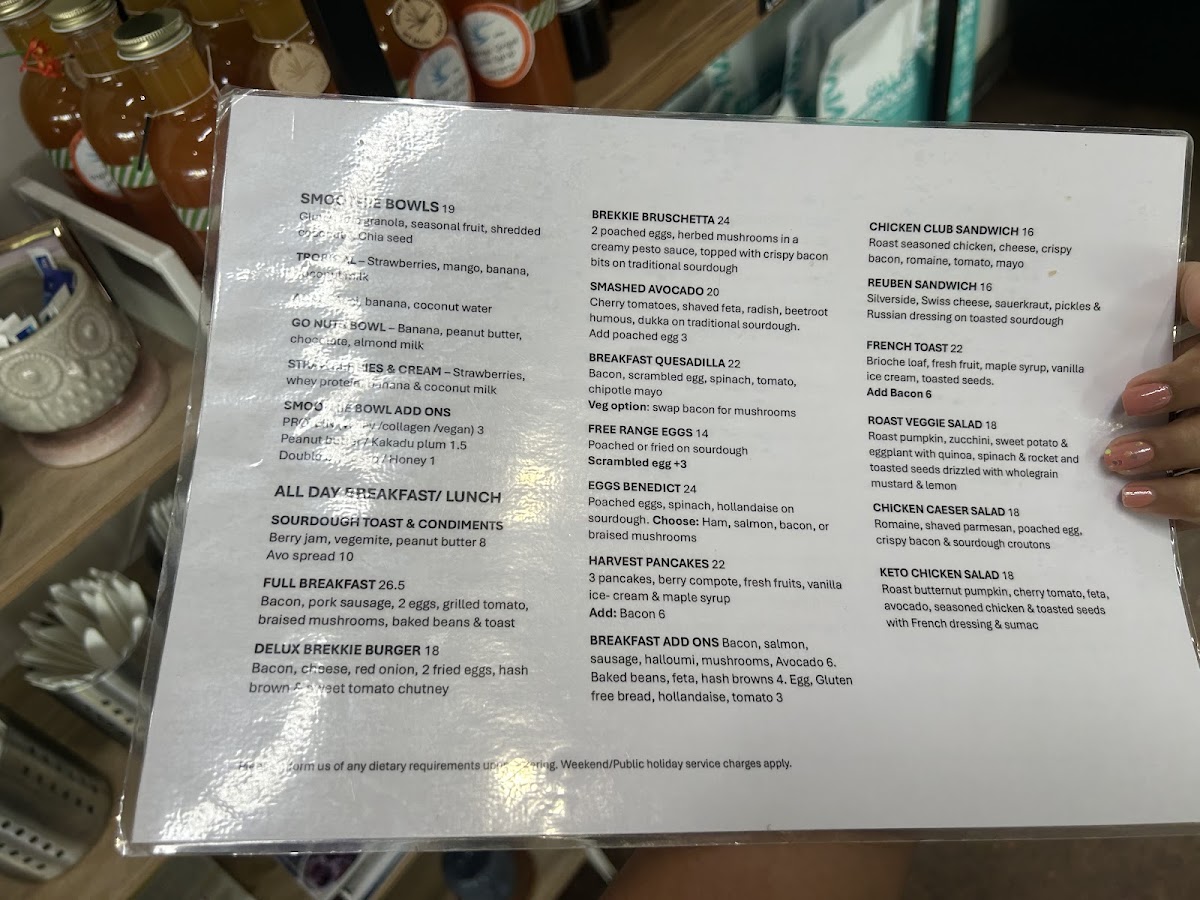 SMOOTHIE BOWLS 19
granola, seasonal fruit, shredded
Chia seed
TROPICAL – Strawberries, mango, banana,
milk
banana, coconut water
GO NUTS BOWL – Banana, peanut butter,
chocolate, almond milk
STRAWBERRIES & CREAM – Strawberries,
whey protein, banana & coconut milk
SMOOTHIE BOWL ADD ONS
/collagen /vegan) 3
Peanut butter / Kakadu plum 1.5
Double / Honey 1
ALL DAY BREAKFAST/ LUNCH
SOURDOUGH TOAST & CONDIMENTS
Berry jam, vegemite, peanut butter 8
Avo spread 10
FULL BREAKFAST 26.5
Bacon, pork sausage, 2 eggs, grilled tomato,
braised mushrooms, baked beans & toast
DELUX BREKKIE BURGER 18
Bacon, cheese, red onion, 2 fried eggs, hash
brown & sweet tomato chutney
BREKKIE BRUSCHETTA 24
2 poached eggs, herbed mushrooms in a
creamy pesto sauce, topped with crispy bacon
bits on traditional sourdough
SMASHED AVOCADO 20
Cherry tomatoes, shaved feta, radish, beetroot
humous, dukka on traditional sourdough.
Add poached egg 3
BREAKFAST QUESADILLA 22
Bacon, scrambled egg, spinach, tomato,
chipotle mayo
Veg option: swap bacon for mushrooms
FREE RANGE EGGS 14
Poached or fried on sourdough
Scrambled egg +3
EGGS BENEDICT 24
Poached eggs, spinach, hollandaise on
sourdough. Choose: Ham, salmon, bacon, or
braised mushrooms
HARVEST PANCAKES 22
3 pancakes, berry compote, fresh fruits, vanilla
ice- cream & maple syrup
Add: Bacon 6
BREAKFAST ADD ONS Bacon, salmon,
sausage, halloumi, mushrooms, Avocado 6.
Baked beans, feta, hash browns 4. Egg, Gluten
free bread, hollandaise, tomato 3
CHICKEN CLUB SANDWICH 16
Roast seasoned chicken, cheese, crispy
bacon, romaine, tomato, mayo
REUBEN SANDWICH 16
Silverside, Swiss cheese, sauerkraut, pickles &
Russian dressing on toasted sourdough
FRENCH TOAST 22
Brioche loaf, fresh fruit, maple syrup, vanilla
ice cream, toasted seeds.
Add Bacon 6
ROAST VEGGIE SALAD 18
Roast pumpkin, zucchini, sweet potato &
eggplant with quinoa, spinach & rocket and
toasted seeds drizzled with wholegrain
mustard & lemon
CHICKEN CAESER SALAD 18
Romaine, shaved parmesan, poached egg,
crispy bacon & sourdough croutons
KETO CHICKEN SALAD 18
Roast butternut pumpkin, cherry tomato, feta,
avocado, seasoned chicken & toasted seeds
with French dressing & sumac
inform us of any dietary requirements upon ordering. Weekend/Public holiday service charges apply.